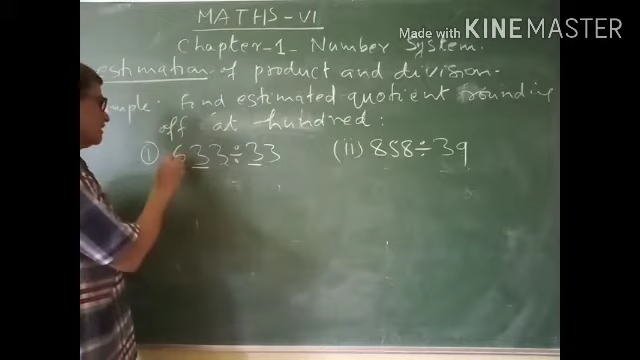 MATHS-VI
Made with KINEMASTER
Chapter-1- Number System.
estimation of product and division.
mple. Find estimated quotient rounding
off at hundred:
(i) 633÷33 (ii) 858÷39